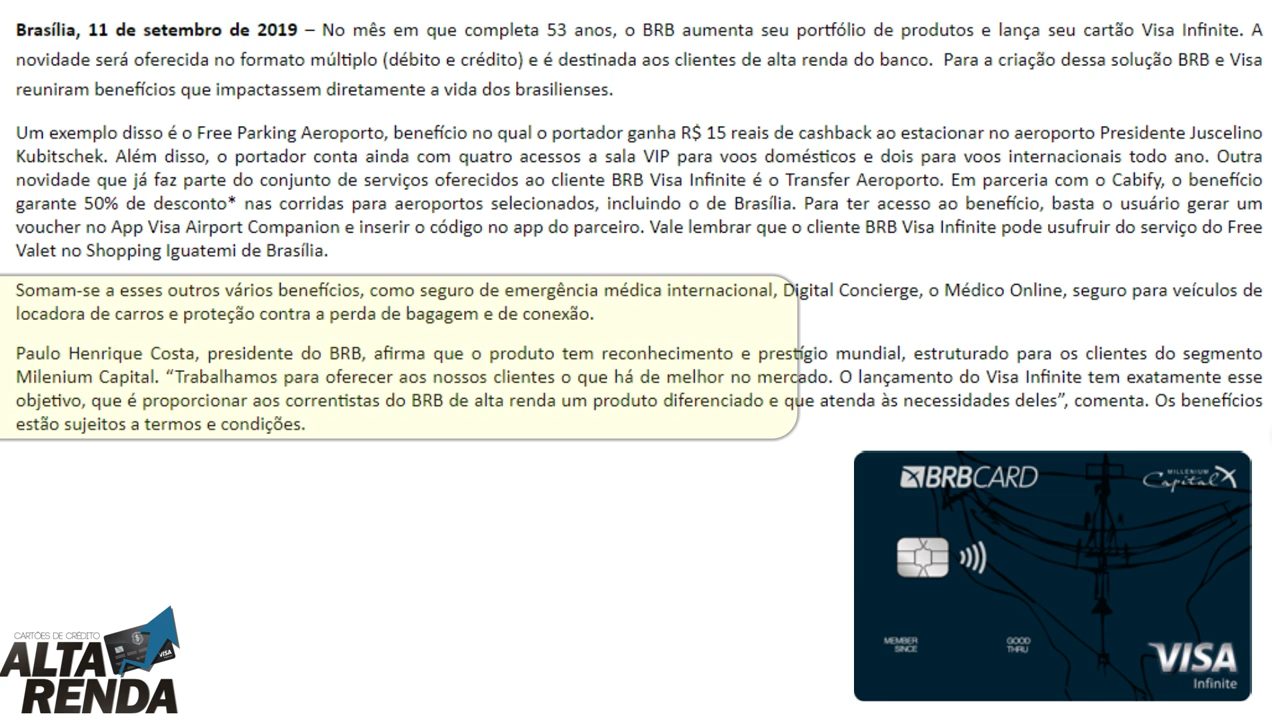 Brasília, 11 de setembro de 2019 – No mês em que completa 53 anos, o BRB aumenta seu portfólio de produtos e lança seu cartão Visa Infinite. A
novidade será oferecida no formato múltiplo (débito e crédito) e é destinada aos clientes de alta renda do banco. Para a criação dessa solução BRB e Visa
reuniram benefícios que impactassem diretamente a vida dos brasilienses.
Um exemplo disso é o Free Parking Aeroporto, benefício no qual o portador ganha R$ 15 reais de cashback ao estacionar no aeroporto Presidente Juscelino
Kubitschek. Além disso, o portador conta ainda com quatro acessos a sala VIP para voos domésticos e dois para voos internacionais todo ano. Outra
novidade que já faz parte do conjunto de serviços oferecidos ao cliente BRB Visa Infinite é o Transfer Aeroporto. Em parceria com o Cabify, o benefício
garante 50% de desconto* nas corridas para aeroportos selecionados, incluindo o de Brasília. Para ter acesso ao benefício, basta o usuário gerar um
voucher no App Visa Airport Companion e inserir o código no app do parceiro. Vale lembrar que o cliente BRB Visa Infinite pode usufruir do serviço do Free
Valet no Shopping Iguatemi de Brasília.
Somam-se a esses outros vários benefícios, como seguro de emergência médica internacional, Digital Concierge, o Médico Online, seguro para veículos de
locadora de carros e proteção contra a perda de bagagem e de conexão.
Paulo Henrique Costa, presidente do BRB, afirma que o produto tem reconhecimento e prestígio mundial, estruturado para os clientes do segmento
Milenium Capital. “Trabalhamos para oferecer aos nossos clientes o que há de melhor no mercado. O lançamento do Visa Infinite tem exatamente esse
objetivo, que é proporcionar aos correntistas do BRB de alta renda um produto diferenciado e que atenda às necessidades deles”, comenta. Os benefícios
estão sujeitos a termos e condições.
BRBCARD
MILLENIUM
Capital
MEMBER
SINCE
GOOD
THRU
VISA
Infinite
CARTÕES DE CRÉDITO
ALTA
RENDA
VISA